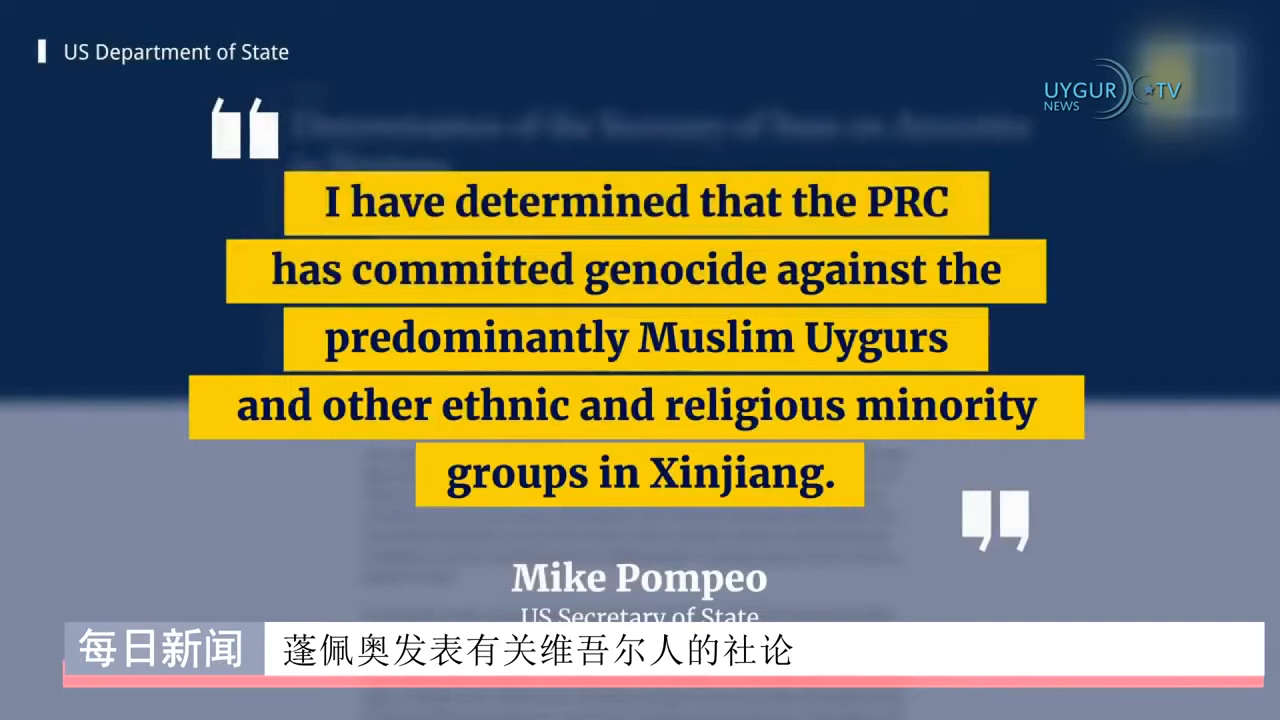 US Department of State
UYGUR TV
NEWS
“
I have determined that the PRC
has committed genocide against the
predominantly Muslim Uygurs
and other ethnic and religious minority
groups in Xinjiang.
”
Mike Pompeo
US Secretary of State
每日新闻 蓬佩奥发表有关维吾尔人的社论